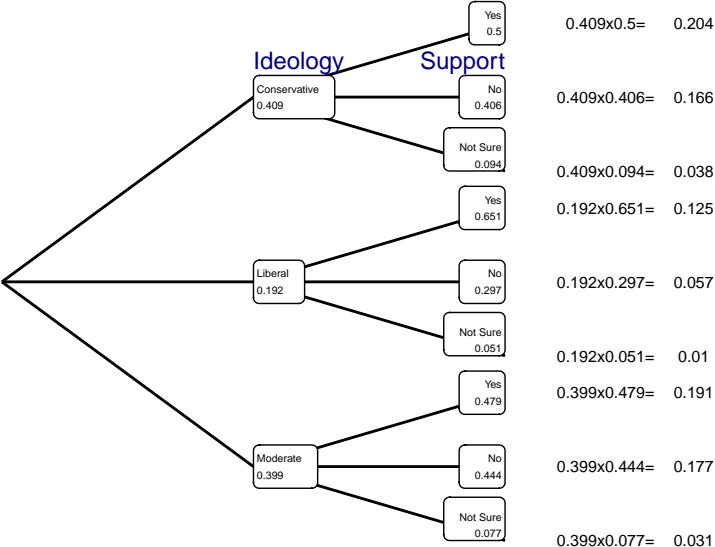 Ideology
Support
Conservative
0.409
Yes
0.5
0.409x0.5= 0.204
No
0.406
0.409x0.406= 0.166
Not Sure
0.094
0.409x0.094= 0.038
Liberal
0.192
Yes
0.651
0.192x0.651= 0.125
No
0.297
0.192x0.297= 0.057
Not Sure
0.051
0.192x0.051= 0.01
Moderate
0.399
Yes
0.479
0.399x0.479= 0.191
No
0.444
0.399x0.444= 0.177
Not Sure
0.077
0.399x0.077= 0.031